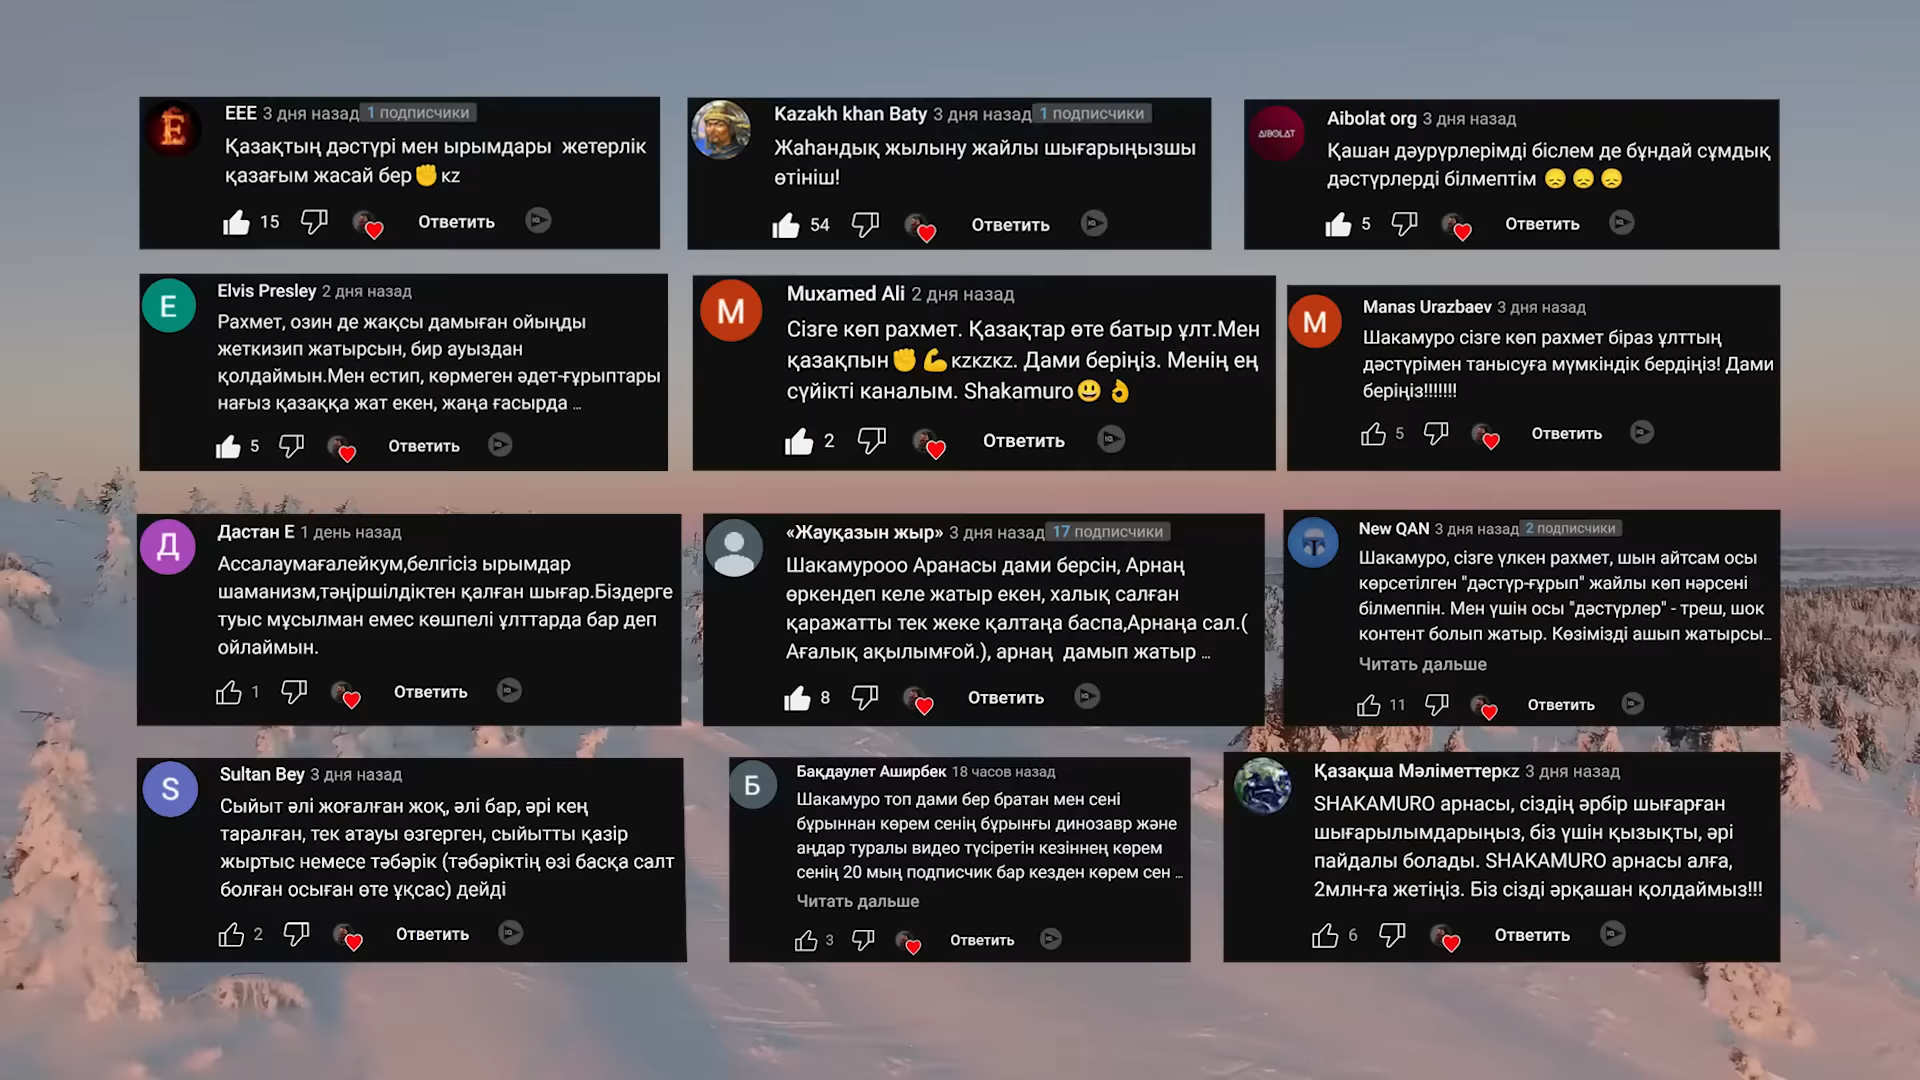 EEE 3 дня назад 1 подписчики
Қазақтың дәстүрі мен ырымдары жетерлік
қазағым жасай бер✊KZ
15 Ответить
Kazakh khan Baty 3 дня назад 1 подписчики
Жаһандық жылыну жайлы шығарыңызшы
өтініш!
54 Ответить
AIBOLAT
Aibolat org 3 дня назад
Қашан дәурүрлерімді біслем де бұндай сұмдық
дәстүрлерді білмептім 😞😞😞
5 Ответить
E
Elvis Presley 2 дня назад
Рахмет, озин де жақсы дамыған ойыңды
жеткизип жатырсын, бир ауыздан
қолдаймын.Мен естип, көрмеген әдет-ғұрыптары
нағыз қазаққа жат екен, жаңа ғасырда ...
5 Ответить
M
Muxamed Ali 2 дня назад
Сізге көп рахмет. Қазақтар өте батыр ұлт.Мен
қазақпын✊💪KZKZKZ. Дами беріңіз. Менің ең
сүйікті каналым. Shakamuro😃👌
2 Ответить
M
Manas Urazbaev 3 дня назад
Шакамуро сізге көп рахмет біраз ұлттың
дәстүрімен танысуға мүмкіндік бердіңіз! Дами
беріңіз!!!!!!!
5 Ответить
Д
Дастан Е 1 день назад
Ассалаумағалейкум,белгісіз ырымдар
шаманизм,тәңіршілдіктен қалған шығар.Біздерге
туыс мұсылман емес көшпелі ұлттарда бар деп
ойлаймын.
1 Ответить
«Жауқазын жыр» 3 дня назад 17 подписчики
Шакамурооо Аранасы дами берсін, Арнаң
өркендеп келе жатыр екен, халық салған
қаражатты тек жеке қалтаңа баспа,Арнаңа сал.(
Ағалық ақылымғой.), арнаң дамып жатыр ...
8 Ответить
New QAN 3 дня назад 2 подписчики
Шакамуро, сізге үлкен рахмет, шын айтсам осы
көрсетілген "дәстүр-ғұрып" жайлы көп нәрсені
білмеппін. Мен үшін осы "дәстүрлер" - треш, шок
контент болып жатыр. Көзімізді ашып жатырсы...
Читать дальше
11 Ответить
S
Sultan Bey 3 дня назад
Сыйыт әлі жоғалған жоқ, әлі бар, әрі кең
таралған, тек атауы өзгерген, сыйытты қазір
жыртыс немесе тәбәрік (тәбәріктің өзі басқа салт
болған осыған өте ұқсас) дейді
2 Ответить
Б
Бақдаулет Аширбек 18 часов назад
Шакамуро топ дами бер братан мен сені
бұрыннан көрем сенің бұрынғы динозавр және
аңдар туралы видео түсіретін кезіннең көрем
сенің 20 мың подписчик бар кезден көрем сен ...
Читать дальше
3 Ответить
Қазақша МәліметтерKZ 3 дня назад
SHAKAMURO арнасы, сіздің әрбір шығарған
шығарылымдарыңыз, біз үшін қызықты, әрі
пайдалы болады. SHAKAMURO арнасы алға,
2млн-ға жетіңіз. Біз сізді әрқашан қолдаймыз!!!
6 Ответить